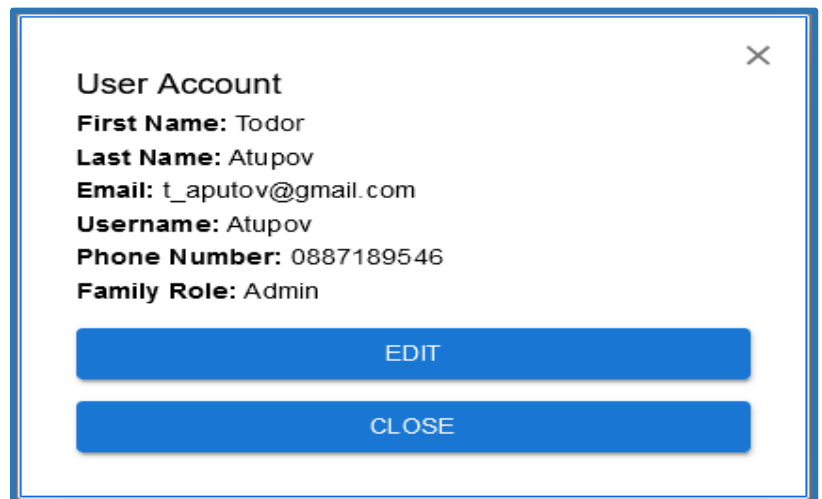 User Account
First Name: Todor
Last Name: Atupov
Email: t_aputov@gmail.com
Username: Atupov
Phone Number: 0887189546
Family Role: Admin
EDIT
CLOSE